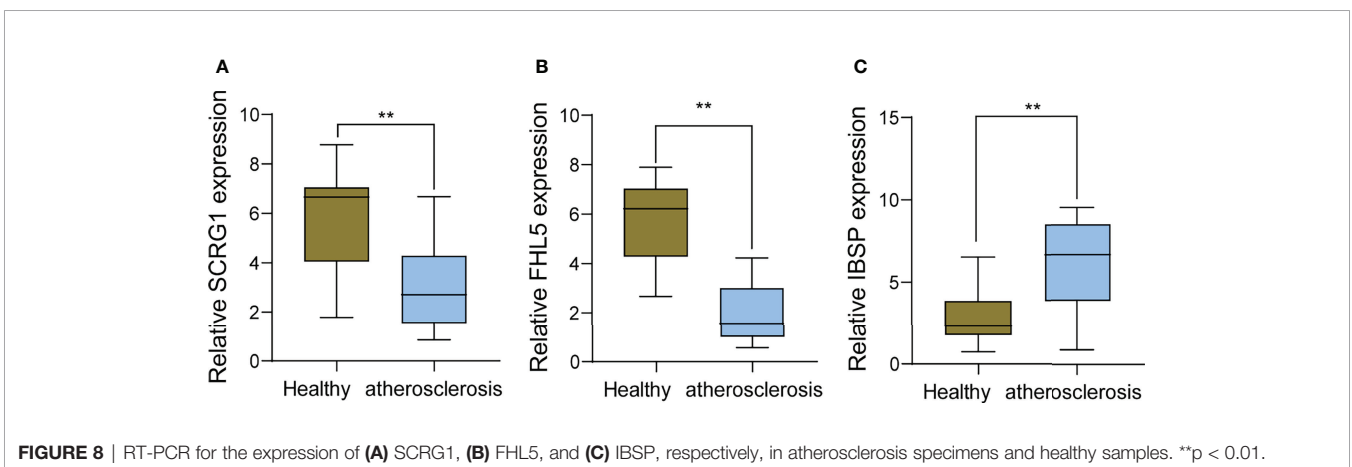 A
B
C
Relative SCRG1 expression
10
8
6
4
2
0
**
Healthy
atherosclerosis
Relative FHL5 expression
10
8
6
4
2
0
**
Healthy
atherosclerosis
Relative IBSP expression
15
10
5
0
**
Healthy
atherosclerosis
FIGURE 8 | RT-PCR for the expression of (A) SCRG1, (B) FHL5, and (C) IBSP, respectively, in atherosclerosis specimens and healthy samples. **p < 0.01.